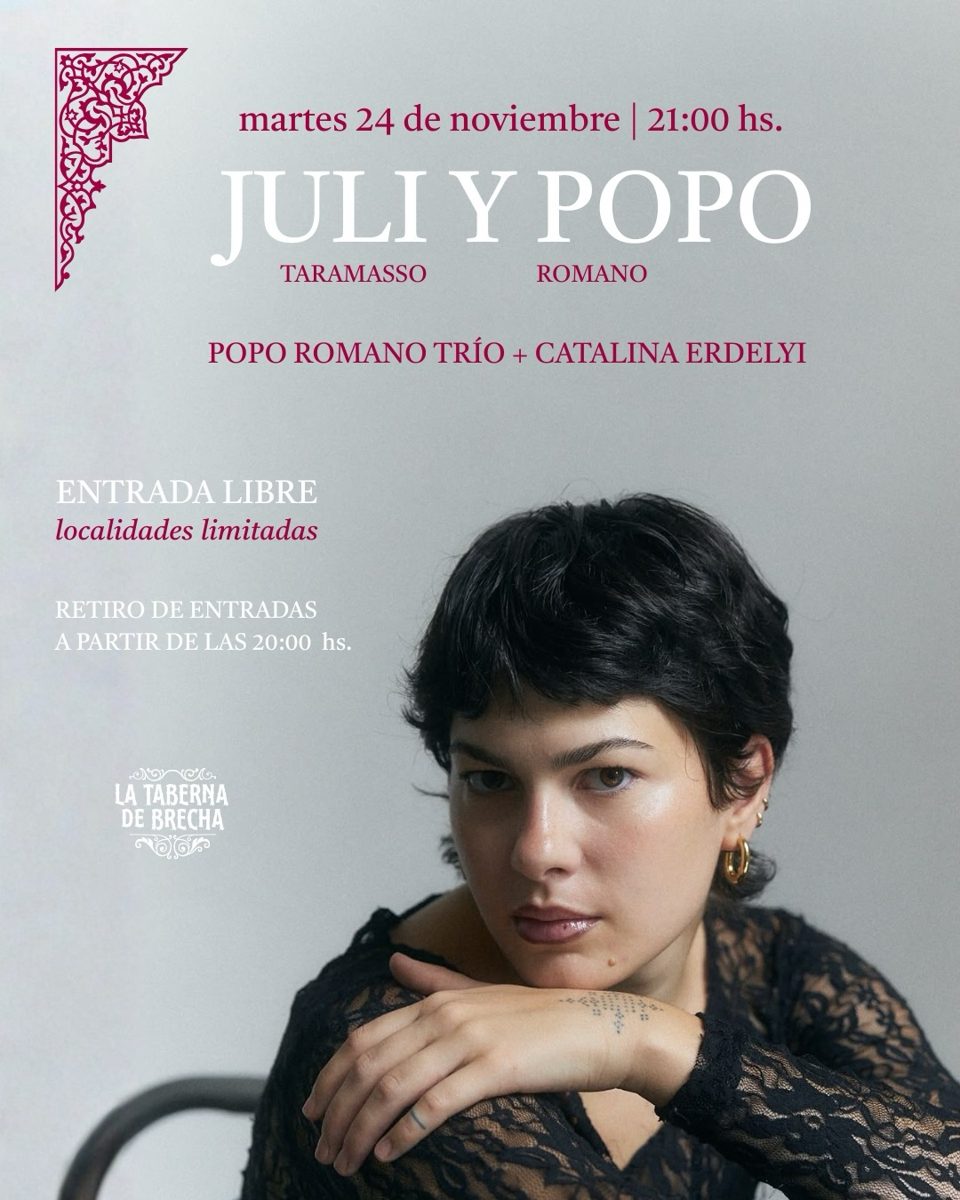 martes 24 de noviembre | 21:00 hs.
JULI Y POPO
TARAMASSO ROMANO
POPO ROMANO TRÍO + CATALINA ERDELYI
ENTRADA LIBRE
localidades limitadas
RETIRO DE ENTRADAS
A PARTIR DE LAS 20:00 hs.
LA TABERNA
DE BRECHA